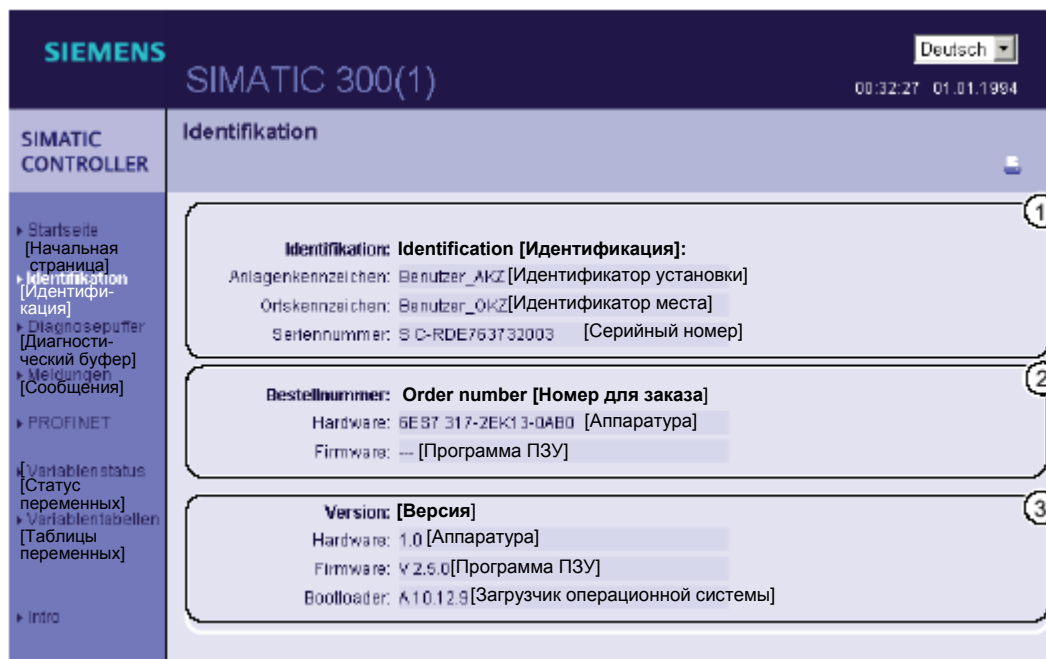 SIEMENS
SIMATIC 300(1)
Deutsch
00:32:27 01.01.1994
SIMATIC
CONTROLLER
Identifikation
Startseite
[Начальная
страница]
Identifikation
[Идентифи-
кация]
Diagnosepuffer
[Диагности-
ческий буфер]
Meldungen
[Сообщения]
PROFINET
[
Variablenstatus
[Статус
переменных]
Variablentabellen
[Таблицы
переменных]
Intro
1
Identifikation: Identification [Идентификация]:
Anlagenkennzeichen: Benutzer_AKZ [Идентификатор установки]
Ortskennzeichen: Benutzer_OKZ [Идентификатор места]
Seriennummer: S C-RDE763732003 [Серийный номер]
2
Bestellnummer: Order number [Номер для заказа]
Hardware: 6ES7 317-2EK13-0AB0 [Аппаратура]
Firmware: --- [Программа ПЗУ]
3
Version: [Версия]
Hardware: 1.0 [Аппаратура]
Firmware: V 2.5.0 [Программа ПЗУ]
Bootloader: A 10.12.9 [Загрузчик операционной системы]